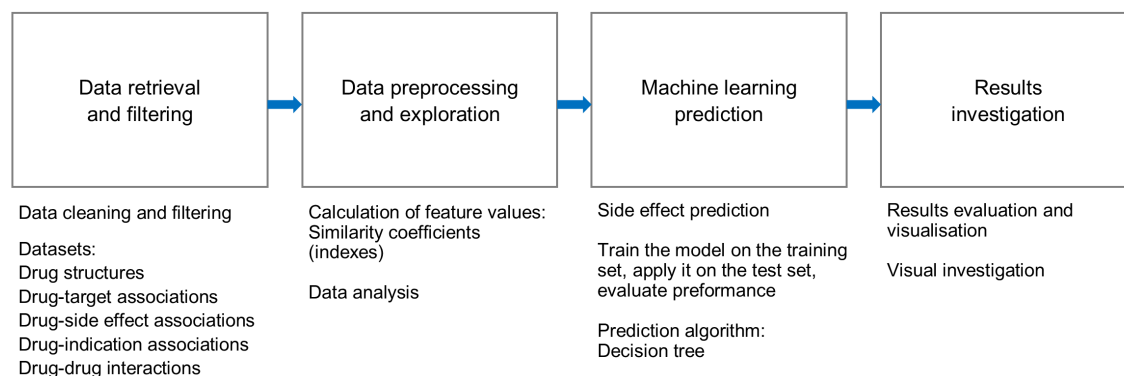 Data retrieval
and filtering
Data preprocessing
and exploration
Machine learning
prediction
Results
investigation
Data cleaning and filtering
Datasets:
Drug structures
Drug-target associations
Drug-side effect associations
Drug-indication associations
Drug-drug interactions
Calculation of feature values:
Similarity coefficients
(indexes)
Data analysis
Side effect prediction
Train the model on the training
set, apply it on the test set,
evaluate preformance
Prediction algorithm:
Decision tree
Results evaluation and
visualisation
Visual investigation